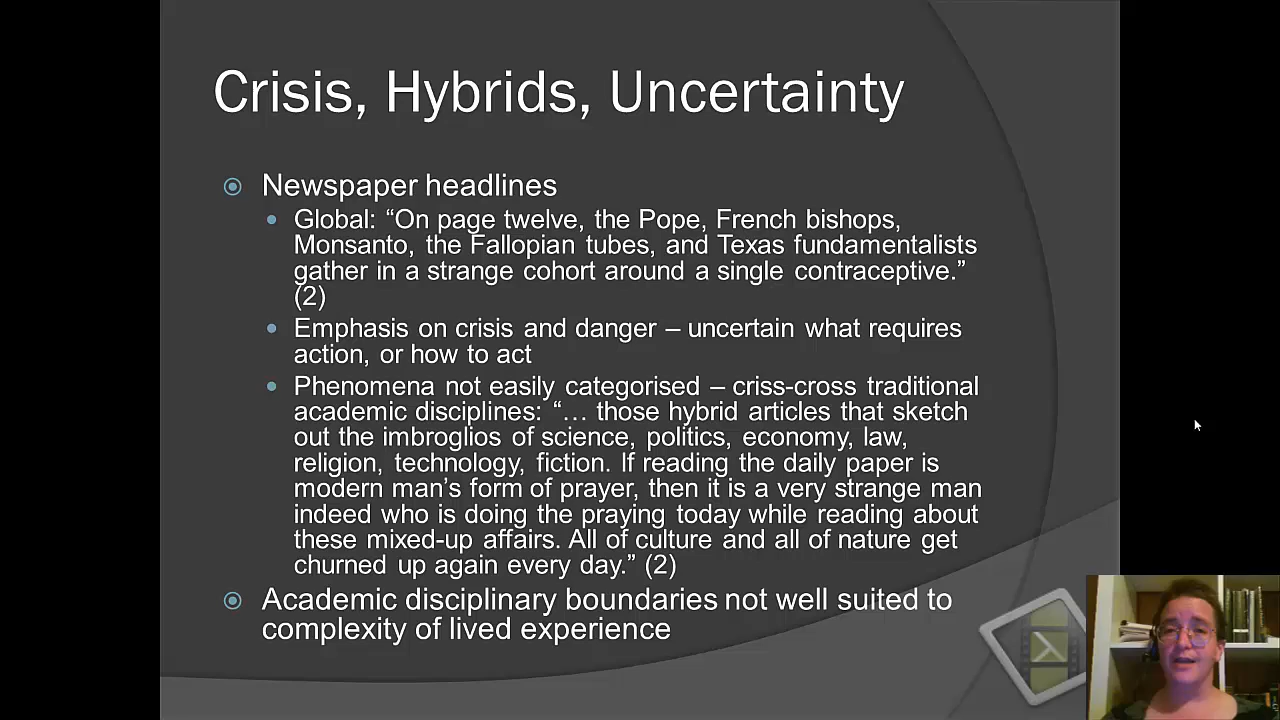 Crisis, Hybrids, Uncertainty
Newspaper headlines
Global: “On page twelve, the Pope, French bishops,
Monsanto, the Fallopian tubes, and Texas fundamentalists
gather in a strange cohort around a single contraceptive.”
(2)
Emphasis on crisis and danger – uncertain what requires
action, or how to act
Phenomena not easily categorised – criss-cross traditional
academic disciplines: “… those hybrid articles that sketch
out the imbroglios of science, politics, economy, law,
religion, technology, fiction. If reading the daily paper is
modern man’s form of prayer, then it is a very strange man
indeed who is doing the praying today while reading about
these mixed-up affairs. All of culture and all of nature get
churned up again every day.” (2)
Academic disciplinary boundaries not well suited to
complexity of lived experience